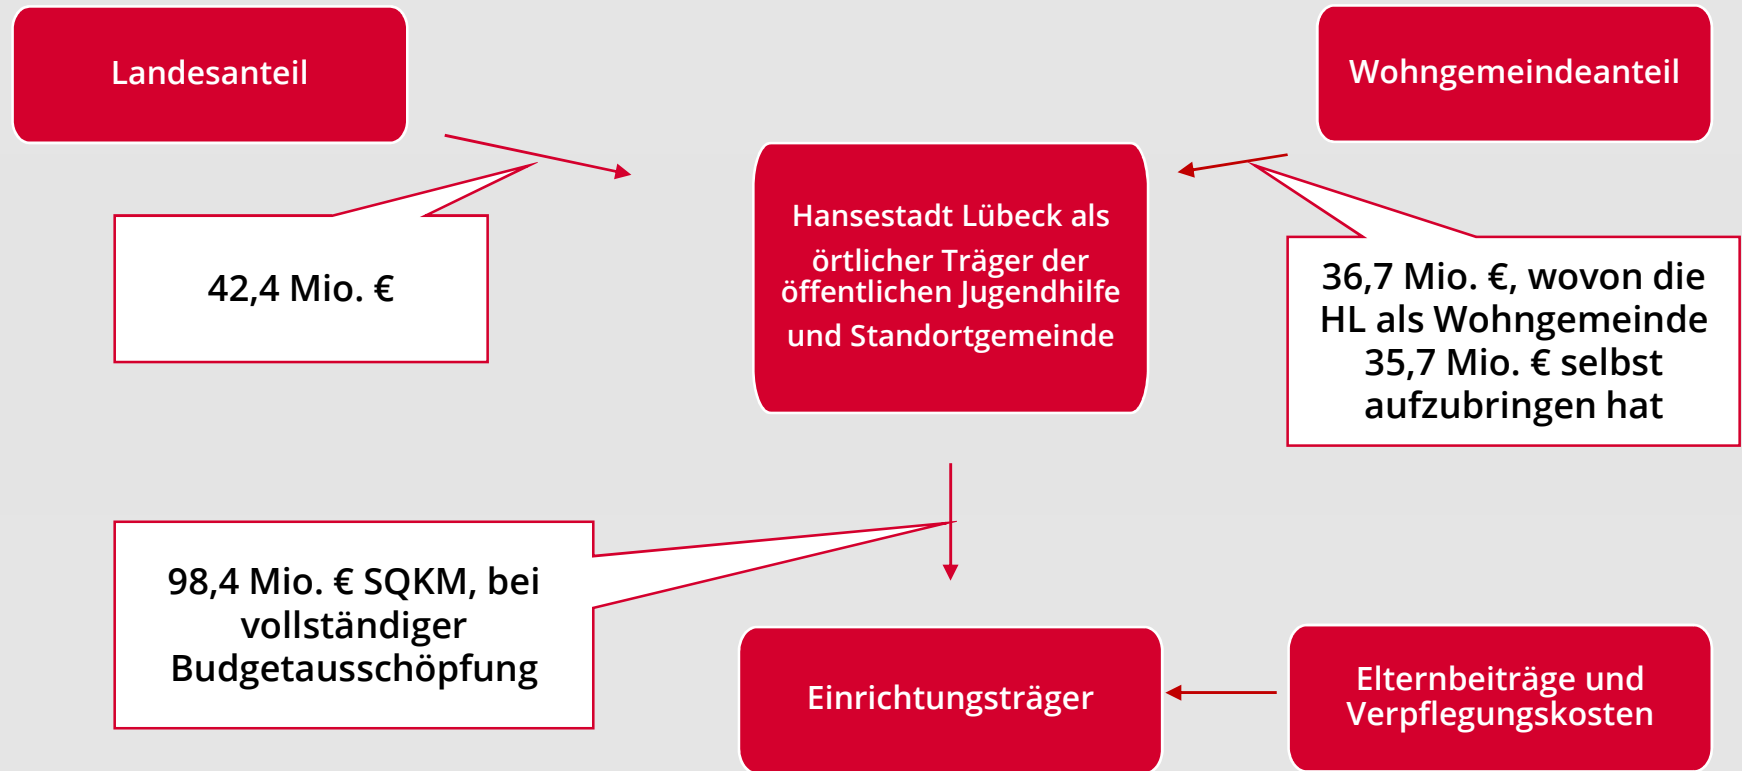 Landesanteil
Wohngemeindeanteil
Hansestadt Lübeck als
örtlicher Träger der
öffentlichen Jugendhilfe
und Standortgemeinde
42,4 Mio. €
36,7 Mio. €, wovon die
HL als Wohngemeinde
35,7 Mio. € selbst
aufzubringen hat
98,4 Mio. € SQKM, bei
vollständiger
Budgetausschöpfung
Einrichtungsträger
Elternbeiträge und
Verpflegungskosten